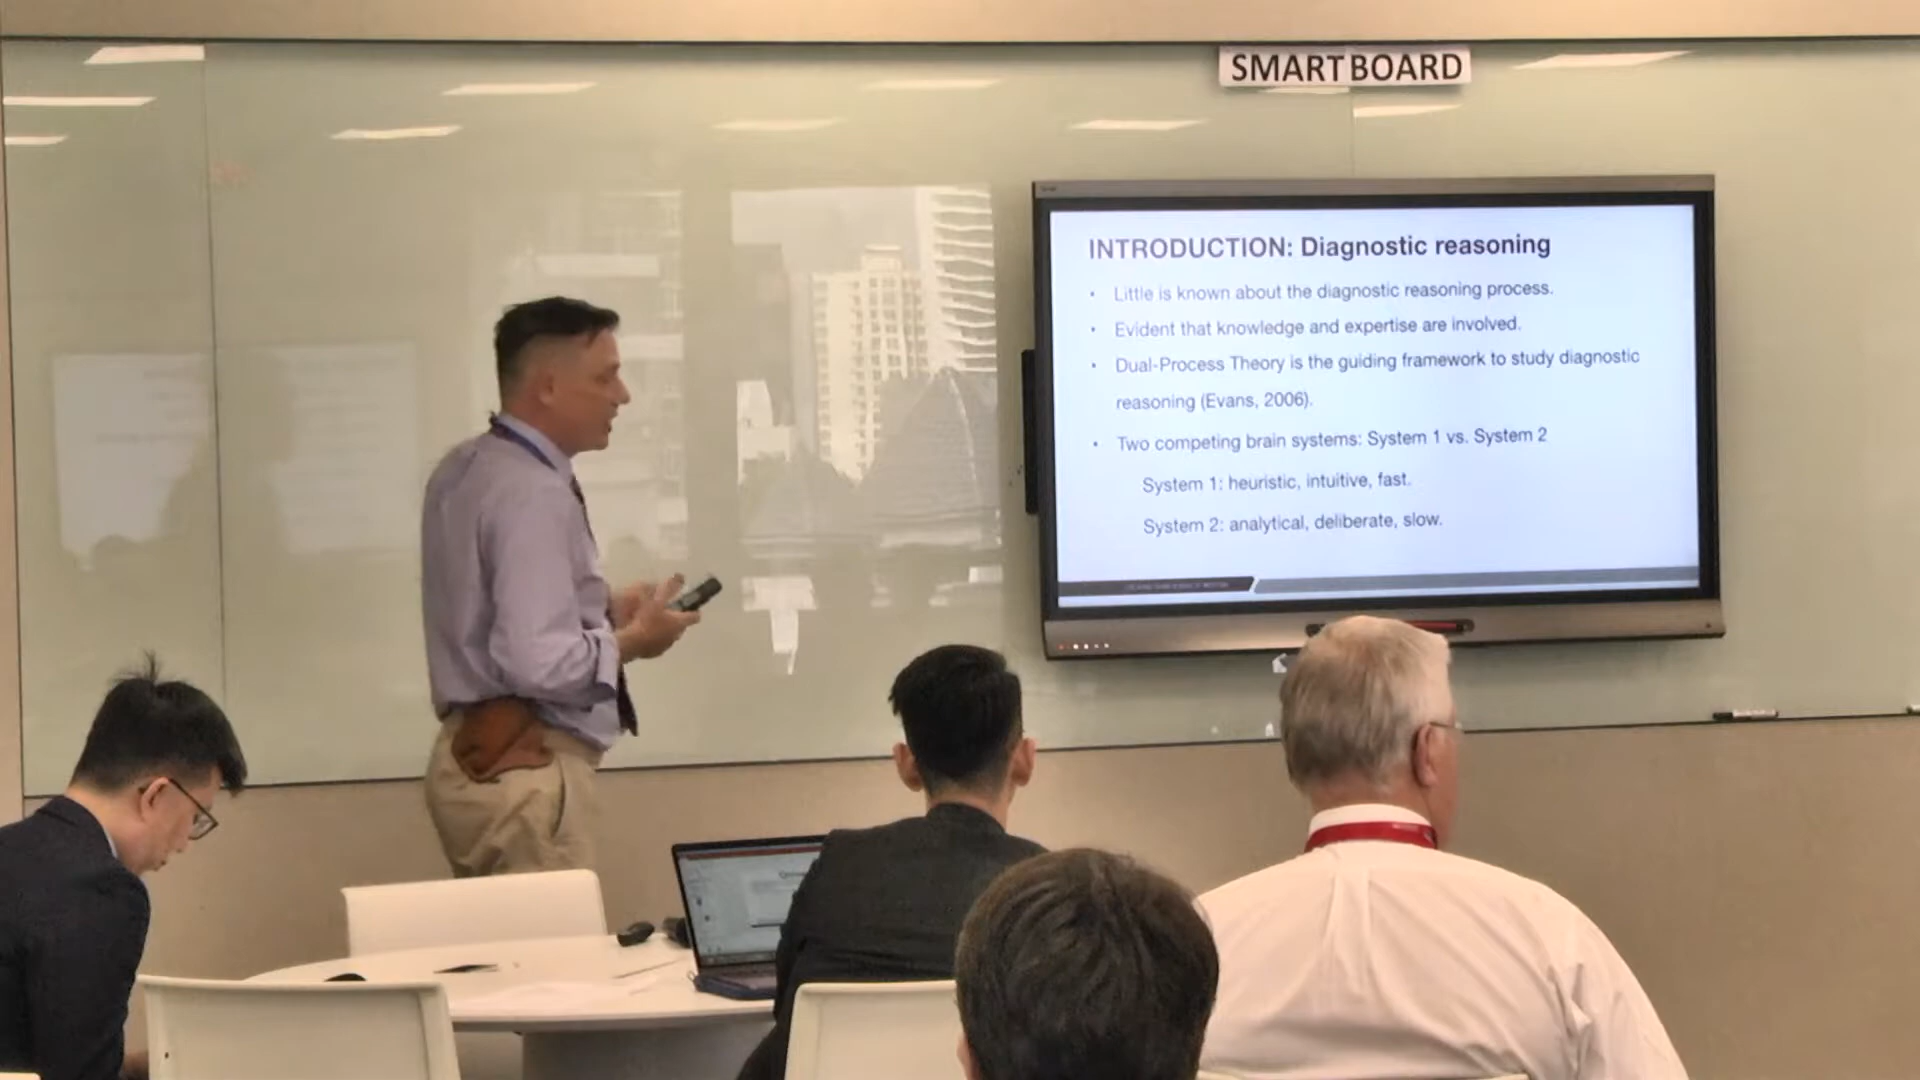 SMARTBOARD
INTRODUCTION: Diagnostic reasoning
• Little is known about the diagnostic reasoning process.
• Evident that knowledge and expertise are involved.
• Dual-Process Theory is the guiding framework to study diagnostic
reasoning (Evans, 2006).
• Two competing brain systems: System 1 vs. System 2
System 1: heuristic, intuitive, fast.
System 2: analytical, deliberate, slow.